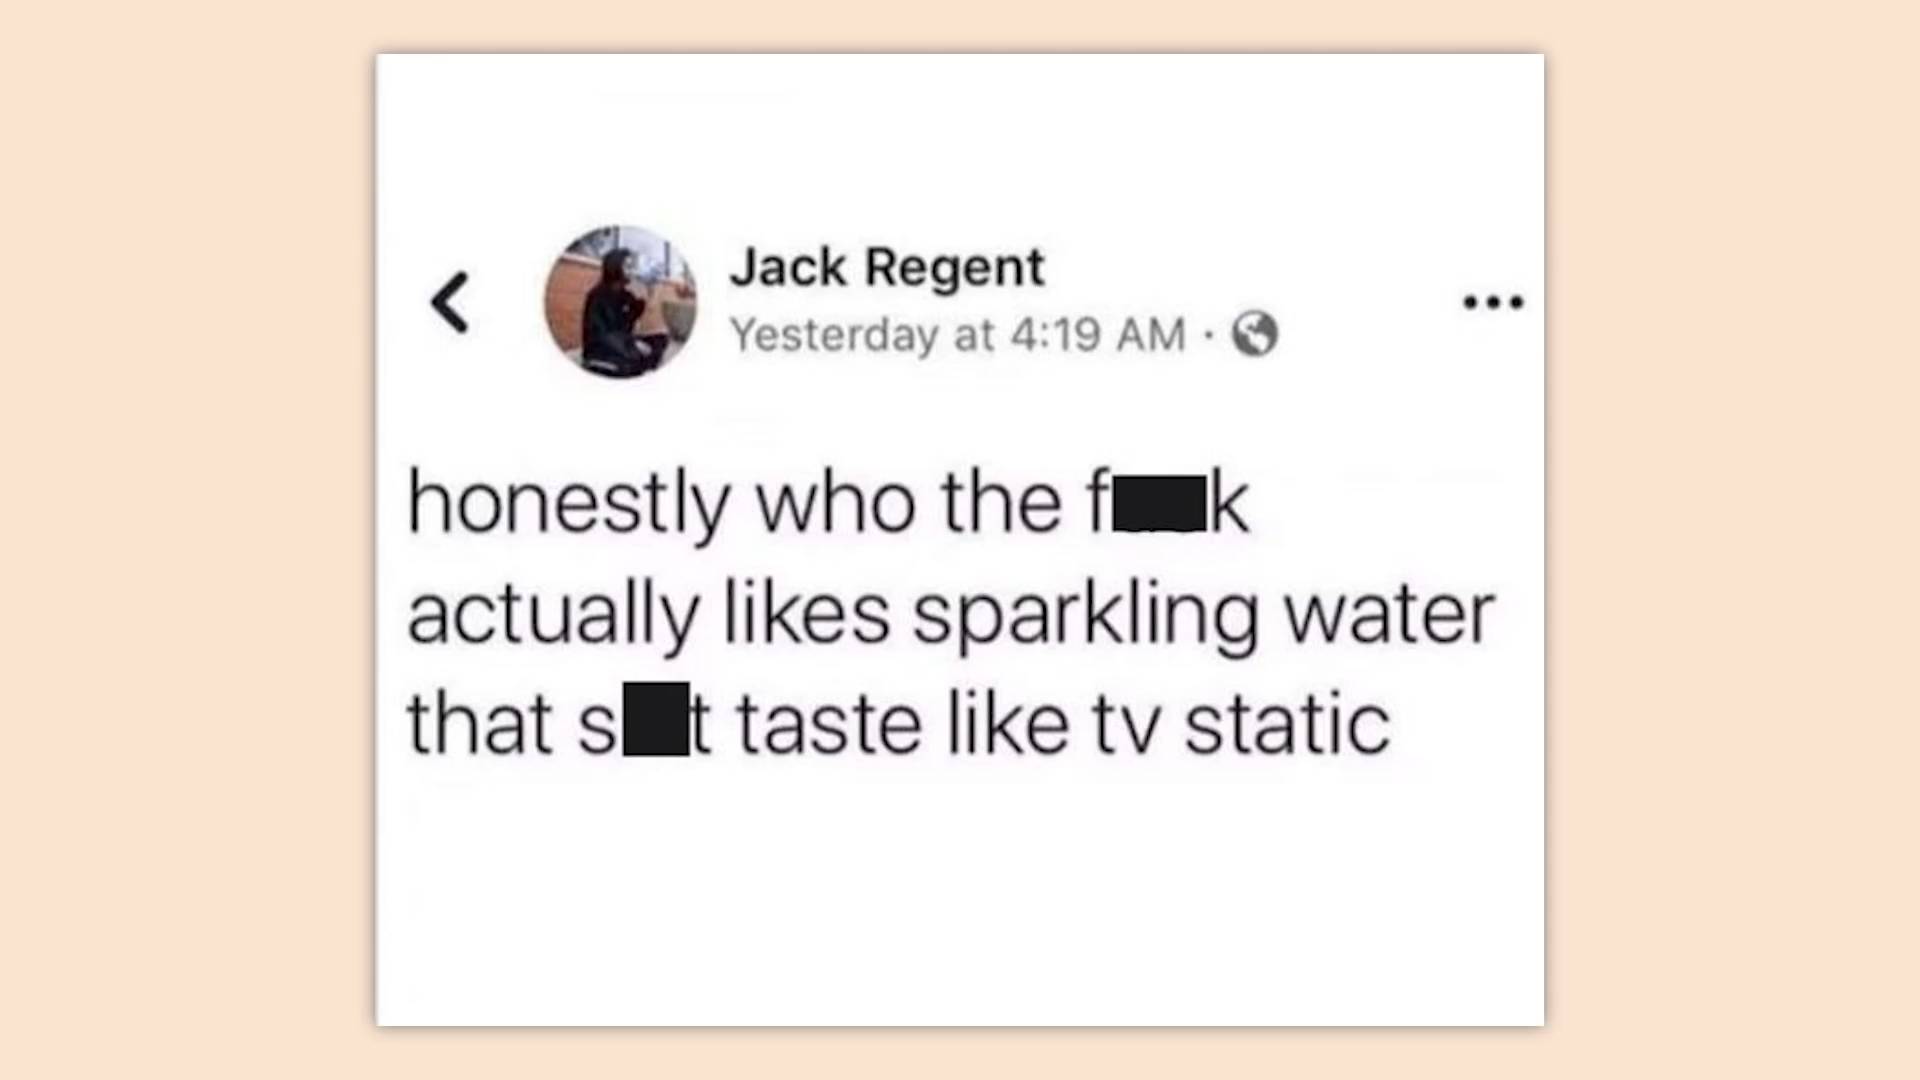 Jack Regent
Yesterday at 4:19 AM ·
honestly who the f█k
actually likes sparkling water
that s█t taste like tv static